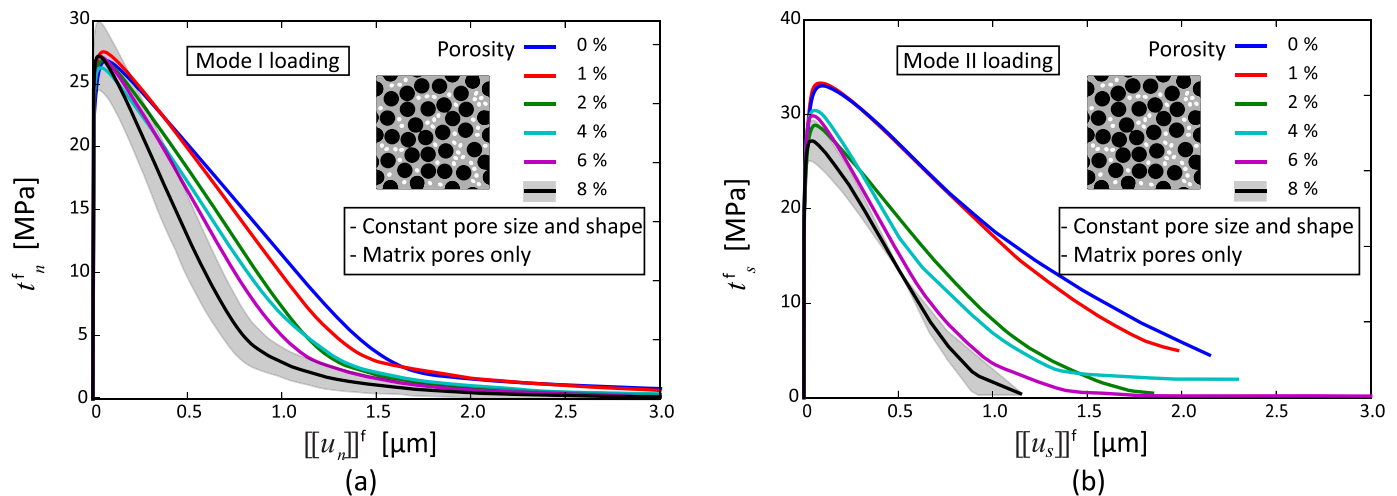 30
25
20
15
10
5
0
t_n^f [MPa]
Mode I loading
Porosity
0 %
1 %
2 %
4 %
6 %
8 %
- Constant pore size and shape
- Matrix pores only
0 0.5 1.0 1.5 2.0 2.5 3.0
⟦u_n⟧^f [μm]
(a)
40
30
20
10
0
t_s^f [MPa]
Mode II loading
Porosity
0 %
1 %
2 %
4 %
6 %
8 %
- Constant pore size and shape
- Matrix pores only
0 0.5 1.0 1.5 2.0 2.5 3.0
⟦u_s⟧^f [μm]
(b)